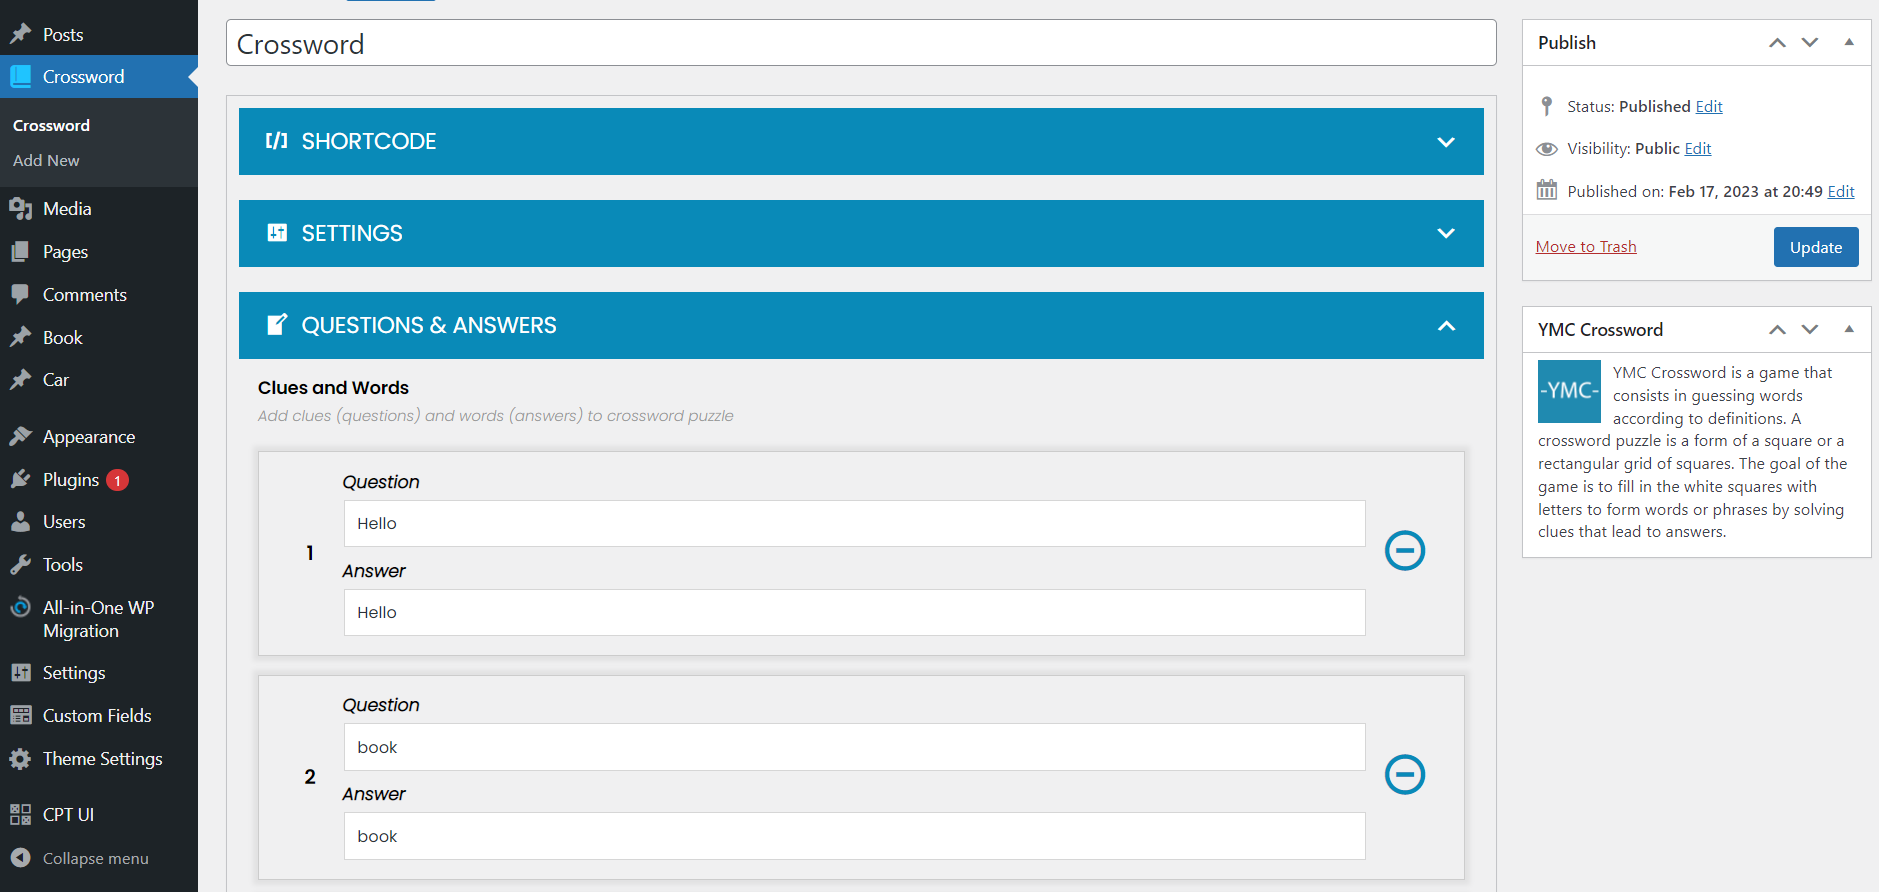 Posts
Crossword
Crossword
Add New
Media
Pages
Comments
Book
Car
Appearance
Plugins 1
Users
Tools
All-in-One WP
Migration
Settings
Custom Fields
Theme Settings
CPT UI
Collapse menu
Crossword
[/] SHORTCODE
SETTINGS
QUESTIONS & ANSWERS
Clues and Words
Add clues (questions) and words (answers) to crossword puzzle
1
Question
Hello
Answer
Hello
2
Question
book
Answer
book
Publish
Status: Published Edit
Visibility: Public Edit
Published on: Feb 17, 2023 at 20:49 Edit
Move to Trash
Update
YMC Crossword
-YMC-
YMC Crossword is a game that
consists in guessing words
according to definitions. A
crossword puzzle is a form of a square or a
rectangular grid of squares. The goal of the
game is to fill in the white squares with
letters to form words or phrases by solving
clues that lead to answers.